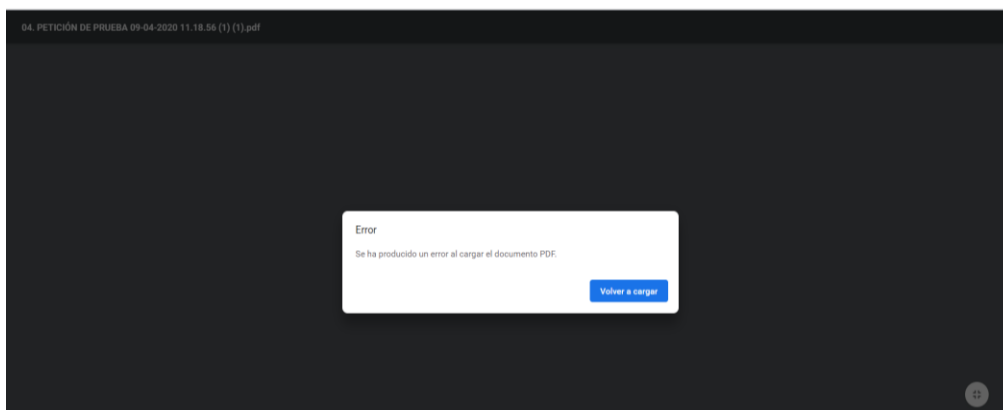 04. PETICIÓN DE PRUEBA 09-04-2020 11.18.56 (1) (1).pdf
Error
Se ha producido un error al cargar el documento PDF.
Volver a cargar